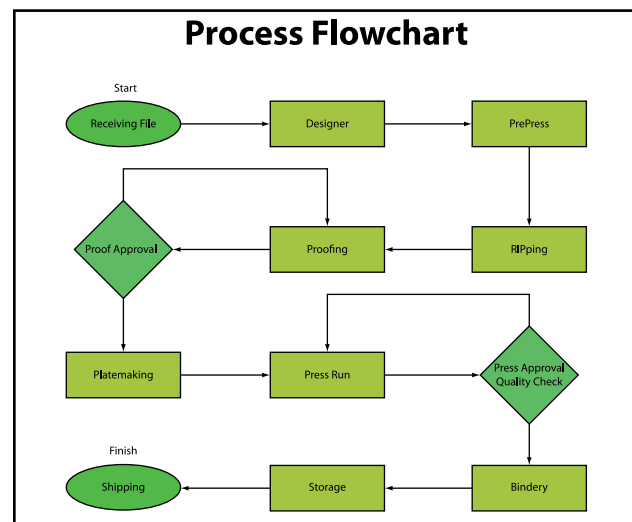 Process Flowchart
Start
Receiving File
Designer
PrePress
Proof Approval
Proofing
RIPping
Platemaking
Press Run
Press Approval
Quality Check
Finish
Shipping
Storage
Bindery